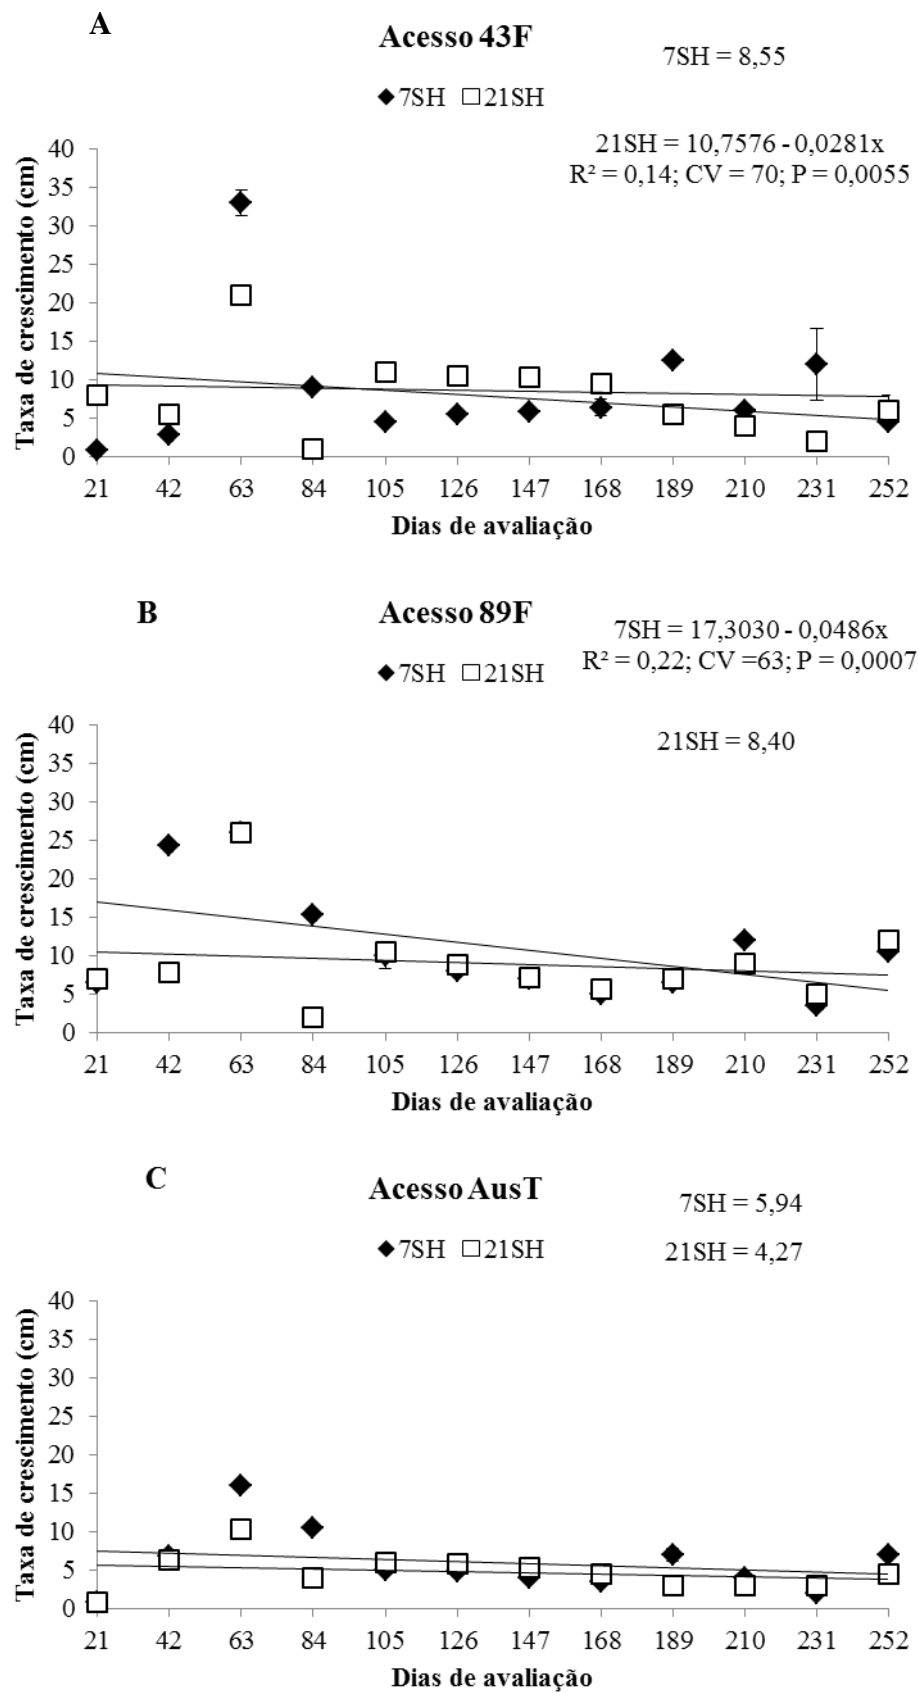 A
Acesso 43F
7SH = 8,55
◆7SH □21SH
21SH = 10,7576 - 0,0281x
R² = 0,14; CV = 70; P = 0,0055
Taxa de crescimento (cm)
40
35
30
25
20
15
10
5
0
21 42 63 84 105 126 147 168 189 210 231 252
Dias de avaliação
B
Acesso 89F
7SH = 17,3030 - 0,0486x
R² = 0,22; CV =63; P = 0,0007
◆7SH □21SH
21SH = 8,40
Taxa de crescimento (cm)
40
35
30
25
20
15
10
5
0
21 42 63 84 105 126 147 168 189 210 231 252
Dias de avaliação
C
Acesso AusT
7SH = 5,94
◆7SH □21SH
21SH = 4,27
Taxa de crescimento (cm)
40
35
30
25
20
15
10
5
0
21 42 63 84 105 126 147 168 189 210 231 252
Dias de avaliação